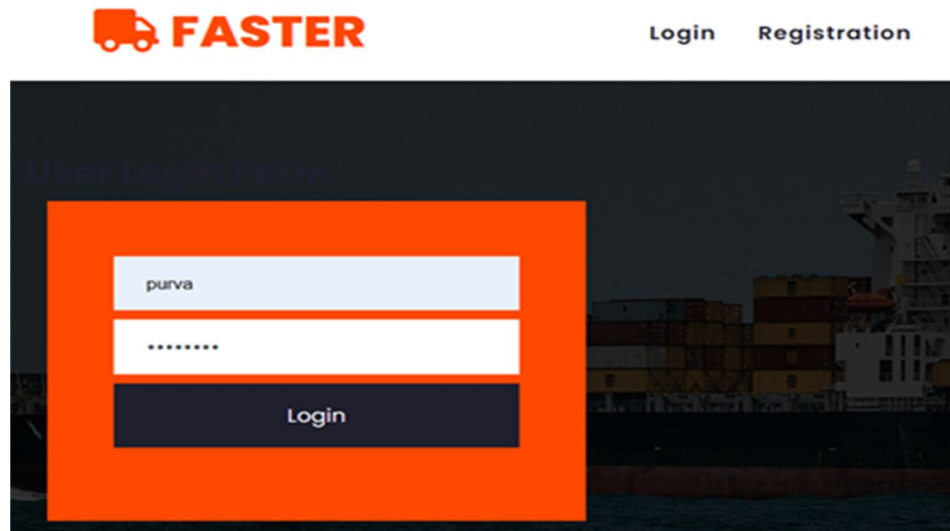 FASTER
Login Registration
User Login Form
purva
••••••••
Login